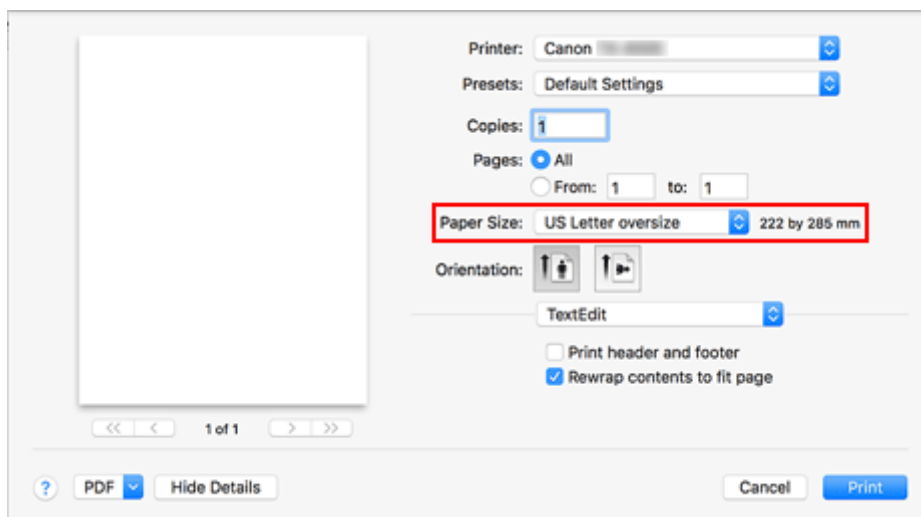 Printer: Canon
Presets: Default Settings
Copies: 1
Pages: All
From: 1 to: 1
Paper Size: US Letter oversize 222 by 285 mm
Orientation:
TextEdit
Print header and footer
Rewrap contents to fit page
<< < 1 of 1 > >>
? PDF Hide Details Cancel Print